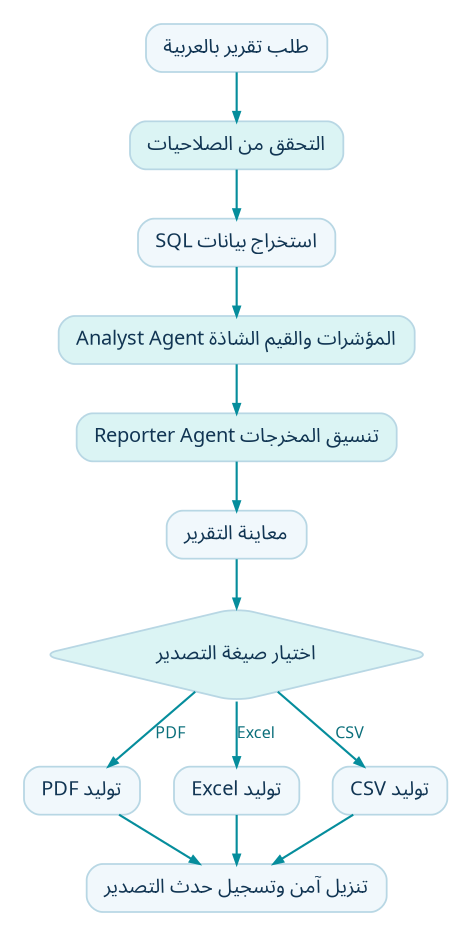 طلب تقرير بالعربية
التحقق من الصلاحيات
استخراج بيانات SQL
المؤشرات والقيم الشاذة Analyst Agent
تنسيق المخرجات Reporter Agent
معاينة التقرير
اختيار صيغة التصدير
PDF
Excel
CSV
توليد PDF
توليد Excel
توليد CSV
تنزيل آمن وتسجيل حدث التصدير